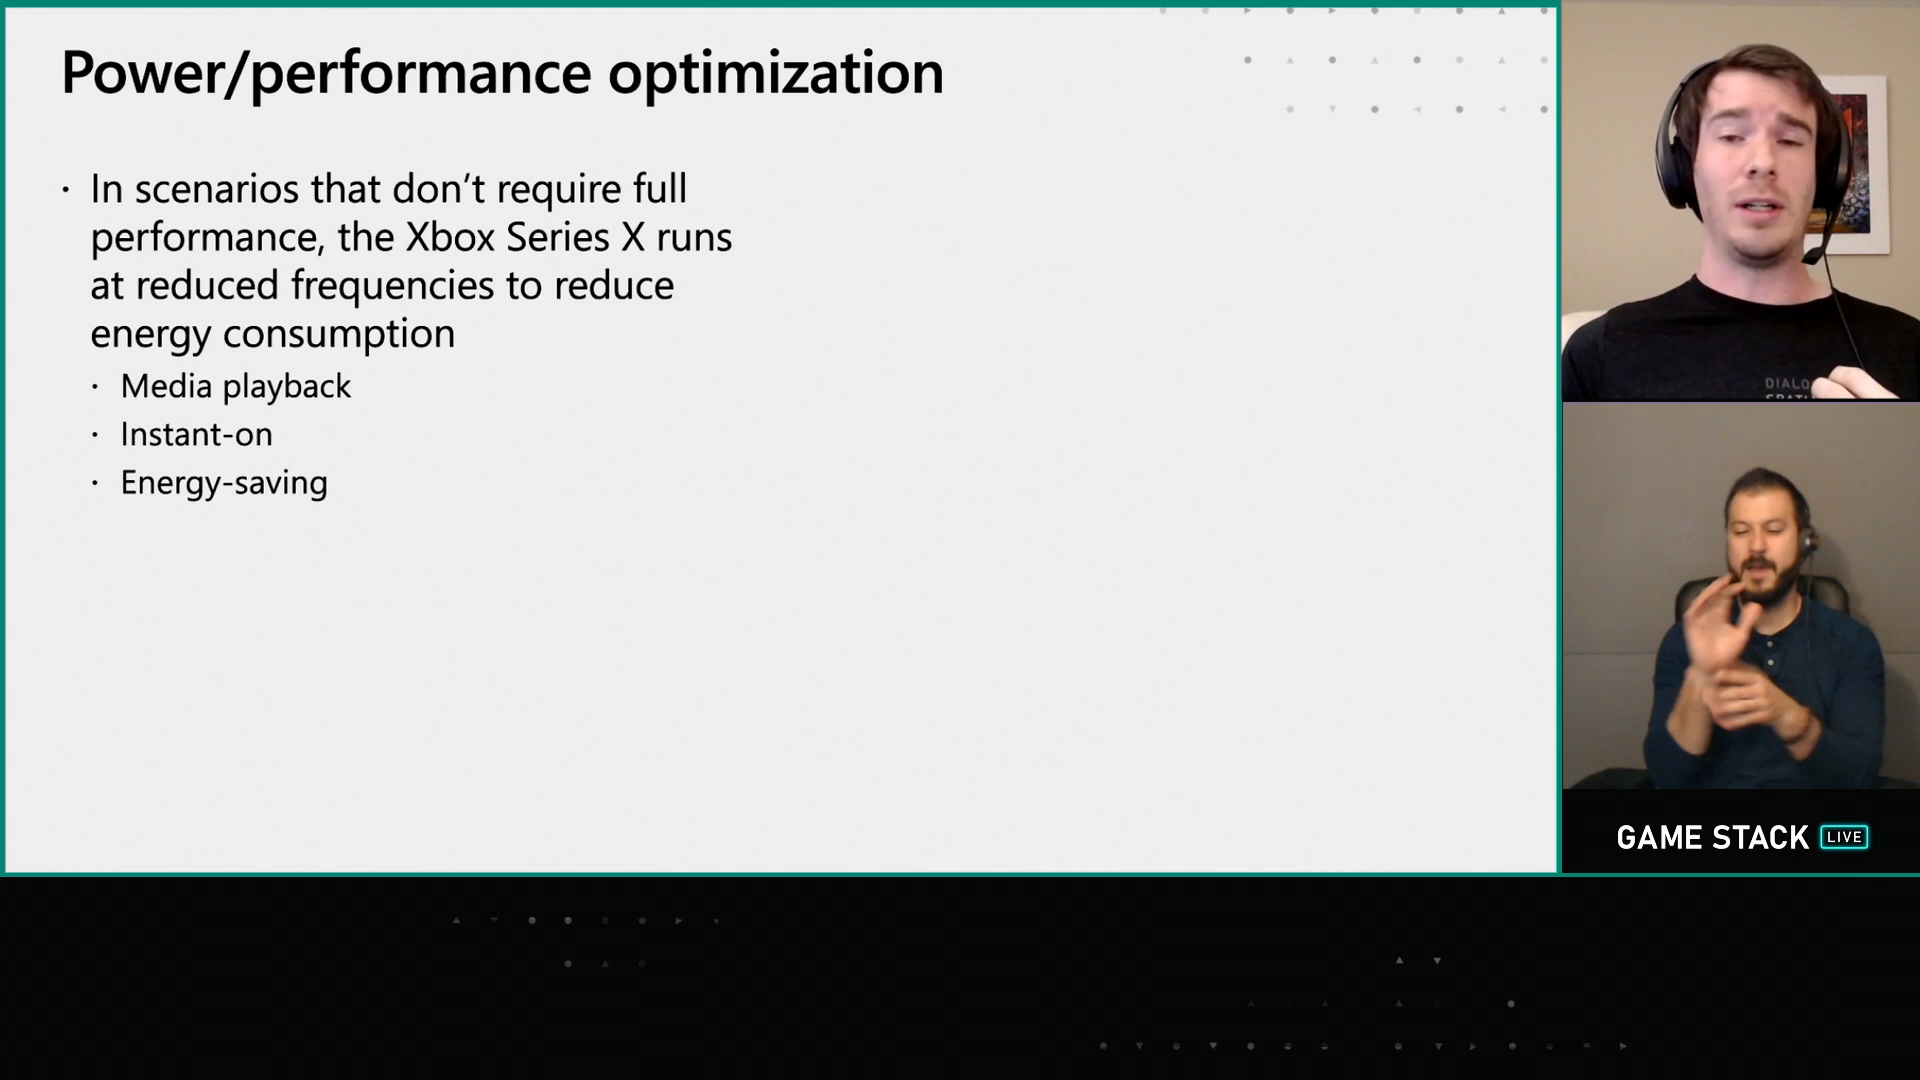 Power/performance optimization
· In scenarios that don’t require full
performance, the Xbox Series X runs
at reduced frequencies to reduce
energy consumption
· Media playback
· Instant-on
· Energy-saving
DIALO
GAME STACK LIVE